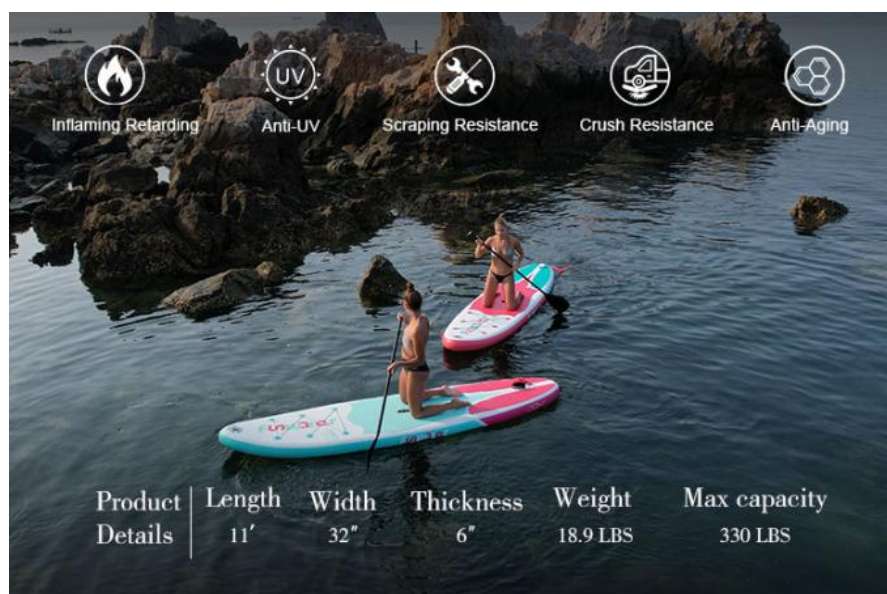 UV
Inflaming Retarding
Anti-UV
Scraping Resistance
Crush Resistance
Anti-Aging
Product Details
Length
Width
Thickness
Weight
Max capacity
11′
32″
6″
18.9 LBS
330 LBS